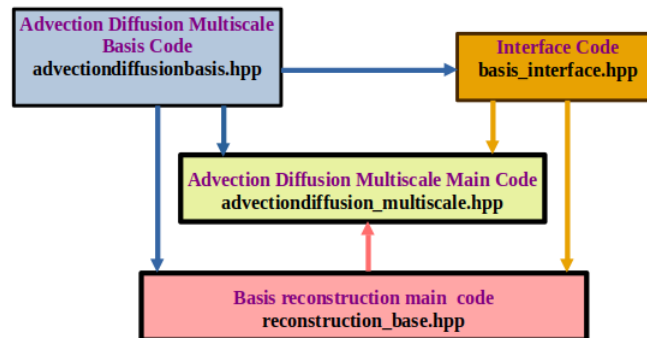 Advection Diffusion Multiscale
Basis Code
advectiondiffusionbasis.hpp
Interface Code
basis_interface.hpp
Advection Diffusion Multiscale Main Code
advectiondiffusion_multiscale.hpp
Basis reconstruction main code
reconstruction_base.hpp